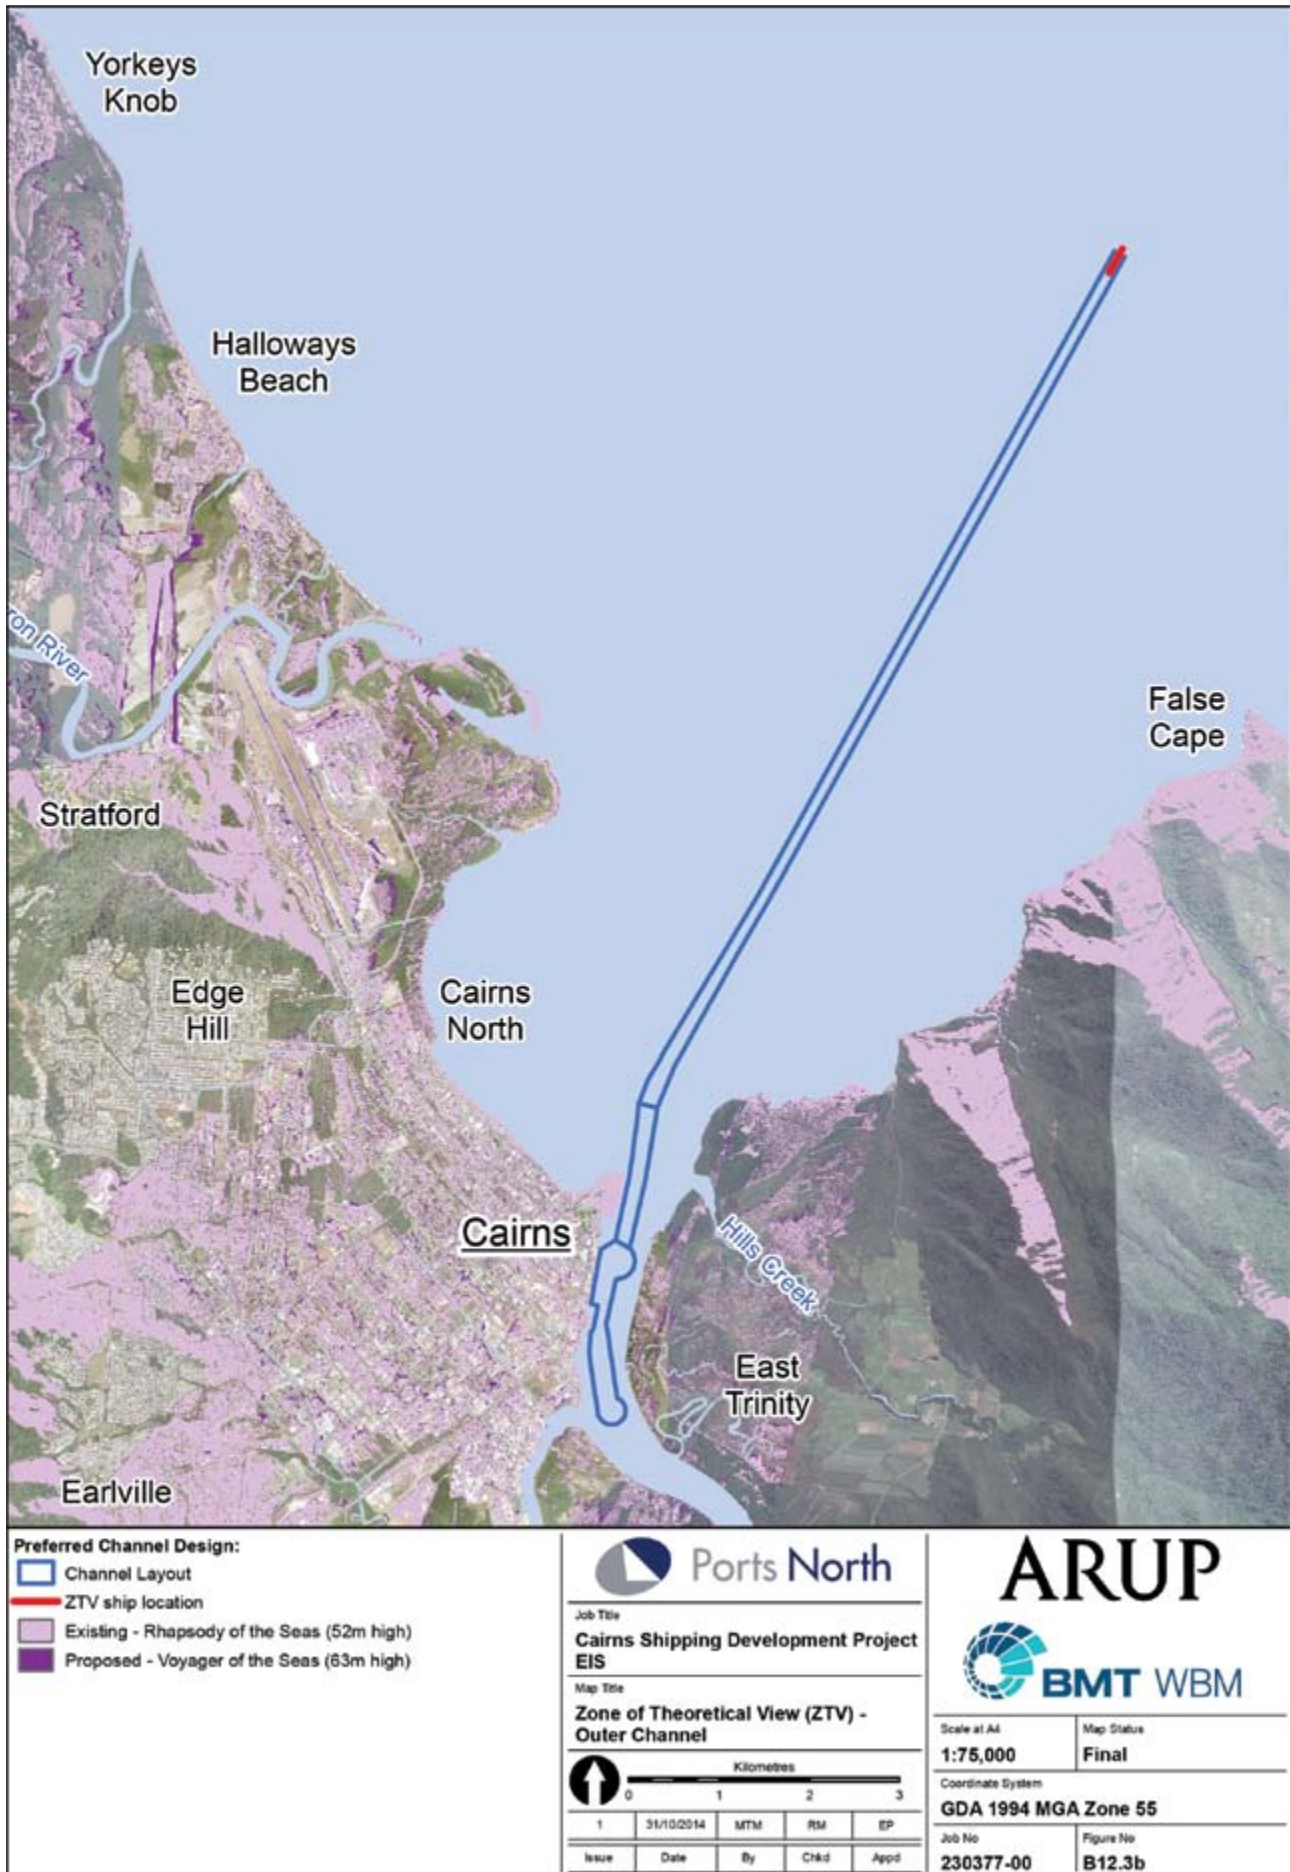 Yorkeys
Knob
Halloways
Beach
ron River
False
Cape
Stratford
Edge
Hill
Cairns
North
Cairns
Hills Creek
East
Trinity
Earlville
Preferred Channel Design:
Channel Layout
ZTV ship location
Existing - Rhapsody of the Seas (52m high)
Proposed - Voyager of the Seas (63m high)
Ports North
Job Title
Cairns Shipping Development Project
EIS
Map Title
Zone of Theoretical View (ZTV) -
Outer Channel
Kilometres
0 1 2 3
1 31/10/2014 MTM RM EP
Issue Date By Chkd Appd
ARUP
BMT WBM
Scale at A4 Map Status
1:75,000 Final
Coordinate System
GDA 1994 MGA Zone 55
Job No Figure No
230377-00 B12.3b